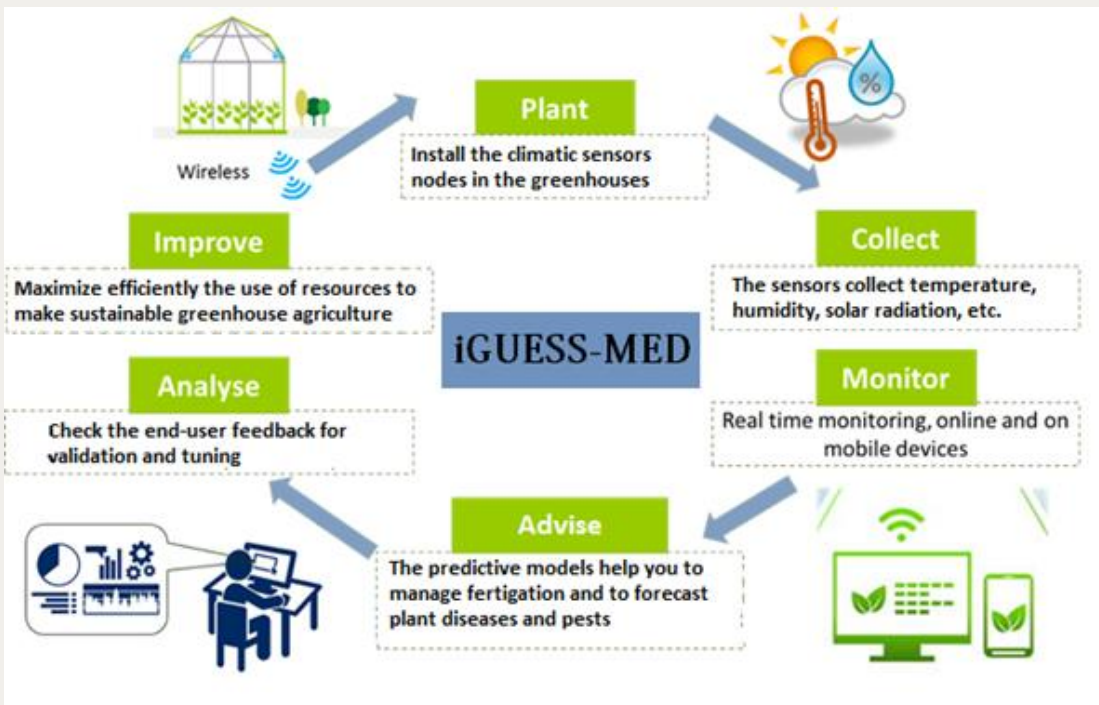 Plant
Install the climatic sensors
nodes in the greenhouses
%
Wireless
Collect
The sensors collect temperature,
humidity, solar radiation, etc.
Monitor
Real time monitoring, online and on
mobile devices
Advise
The predictive models help you to
manage fertigation and to forecast
plant diseases and pests
Analyse
Check the end-user feedback for
validation and tuning
Improve
Maximize efficiently the use of resources to
make sustainable greenhouse agriculture
iGUESS-MED